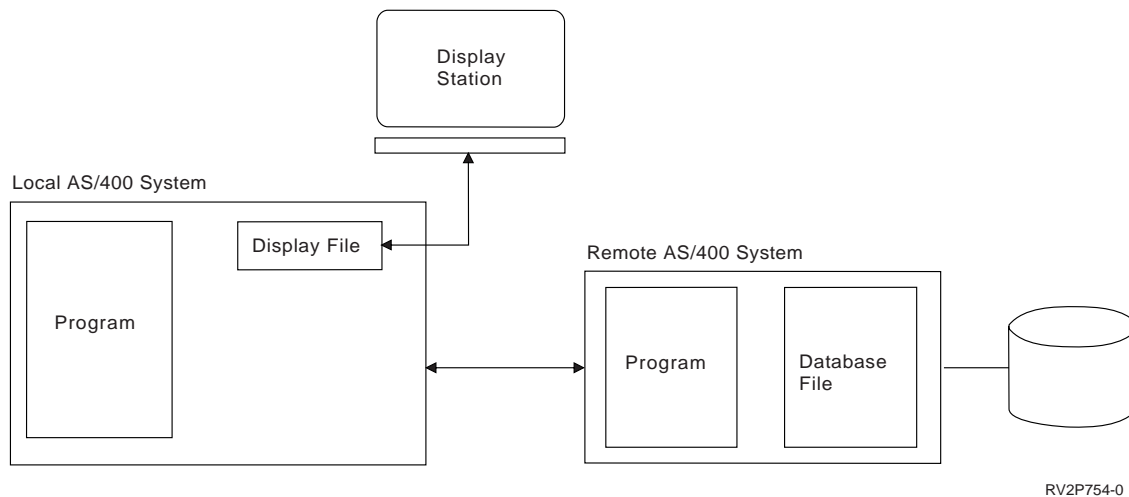 Display
Station
Local AS/400 System
Display File
Program
Remote AS/400 System
Program
Database
File
RV2P754-0